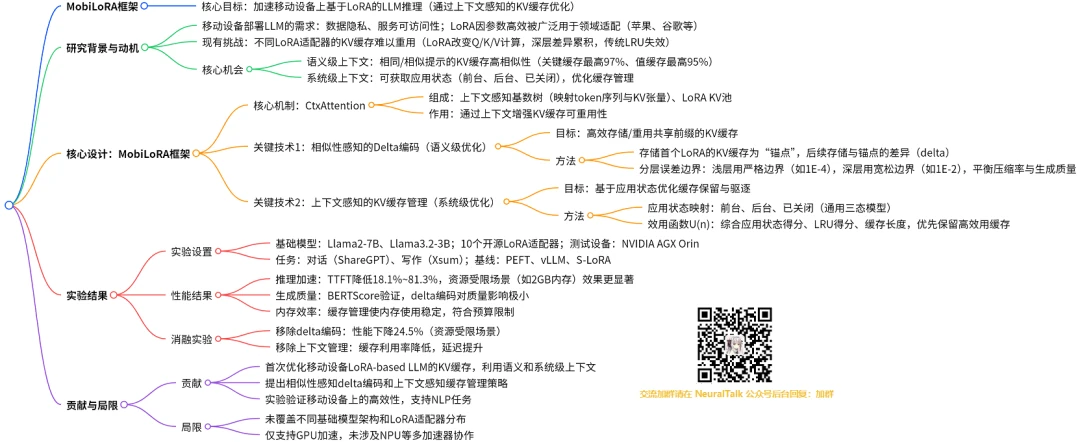 MobiLoRA框架
核心目标：加速移动设备上基于LoRA的LLM推理（通过上下文感知的KV缓存优化）
研究背景与动机
移动设备部署LLM的需求：数据隐私、服务可访问性；LoRA因参数高效被广泛用于领域适配（苹果、谷歌等）
现有挑战：不同LoRA适配器的KV缓存难以重用（LoRA改变Q/K/V计算，深层差异累积，传统LRU失效）
核心机会
语义级上下文：相同/相似提示的KV缓存高相似性（关键缓存最高97%、值缓存最高95%）
系统级上下文：可获取应用状态（前台、后台、已关闭），优化缓存管理
核心设计：MobiLoRA框架
核心机制：CtxAttention
组成：上下文感知基数树（映射token序列与KV张量）、LoRA KV池
作用：通过上下文增强KV缓存可重用性
关键技术1：相似性感知的Delta编码（语义级优化）
目标：高效存储/重用共享前缀的KV缓存
方法
存储首个LoRA的KV缓存为“锚点”，后续存储与锚点的差异（delta）
分层误差边界：浅层用严格边界（如1E-4），深层用宽松边界（如1E-2），平衡压缩率与生成质量
关键技术2：上下文感知的KV缓存管理（系统级优化）
目标：基于应用状态优化缓存保留与驱逐
方法
应用状态映射：前台、后台、已关闭（通用三态模型）
效用函数U(n)：综合应用状态得分、LRU得分、缓存长度，优先保留高效用缓存
实验结果
实验设置
基础模型：Llama2-7B、Llama3.2-3B；10个开源LoRA适配器；测试设备：NVIDIA AGX Orin
任务：对话（ShareGPT）、写作（Xsum）；基线：PEFT、vLLM、S-LoRA
性能结果
推理加速：TTFT降低18.1%~81.3%，资源受限场景（如2GB内存）效果更显著
生成质量：BERTScore验证，delta编码对质量影响极小
内存效率：缓存管理使内存使用稳定，符合预算限制
消融实验
移除delta编码：性能下降24.5%（资源受限场景）
移除上下文管理：缓存利用率降低，延迟提升
贡献与局限
贡献
首次优化移动设备LoRA-based LLM的KV缓存，利用语义和系统级上下文
提出相似性感知delta编码和上下文感知缓存管理策略
实验验证移动设备上的高效性，支持NLP任务
局限
未覆盖不同基础模型架构和LoRA适配器分布
仅支持GPU加速，未涉及NPU等多加速器协作
交流加群请在 NeuralTalk 公众号后台回复：加群